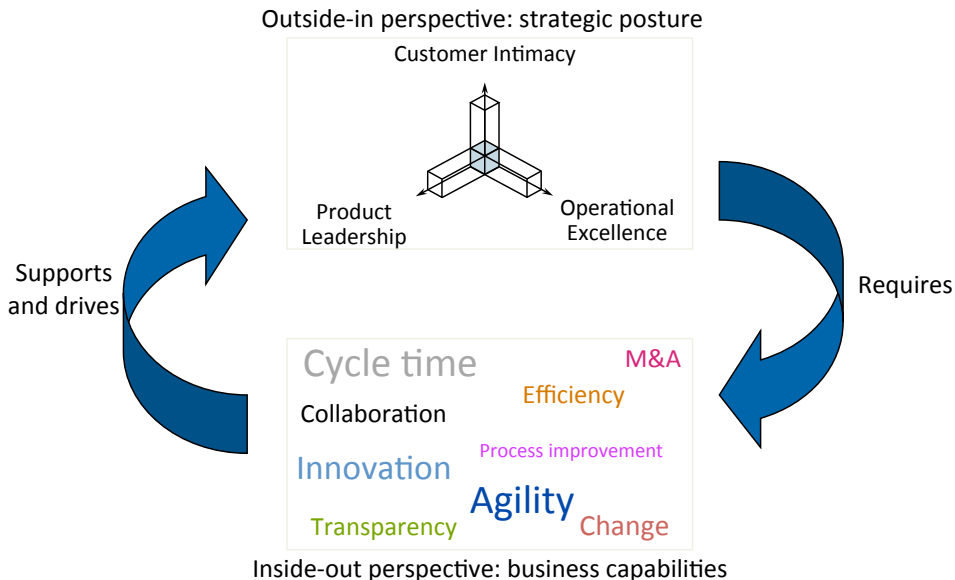 Outside-in perspective: strategic posture
Customer Intimacy
Product
Leadership
Operational
Excellence
Supports
and drives
Requires
Cycle time
M&A
Efficiency
Collaboration
Process improvement
Innovation
Agility
Transparency
Change
Inside-out perspective: business capabilities